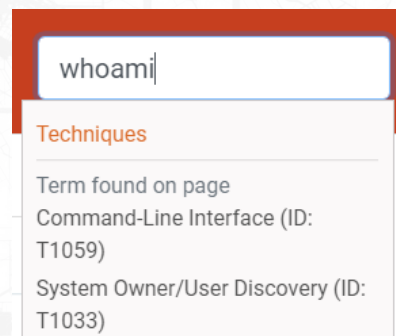 whoami
Techniques
Term found on page
Command-Line Interface (ID:
T1059)
System Owner/User Discovery (ID:
T1033)